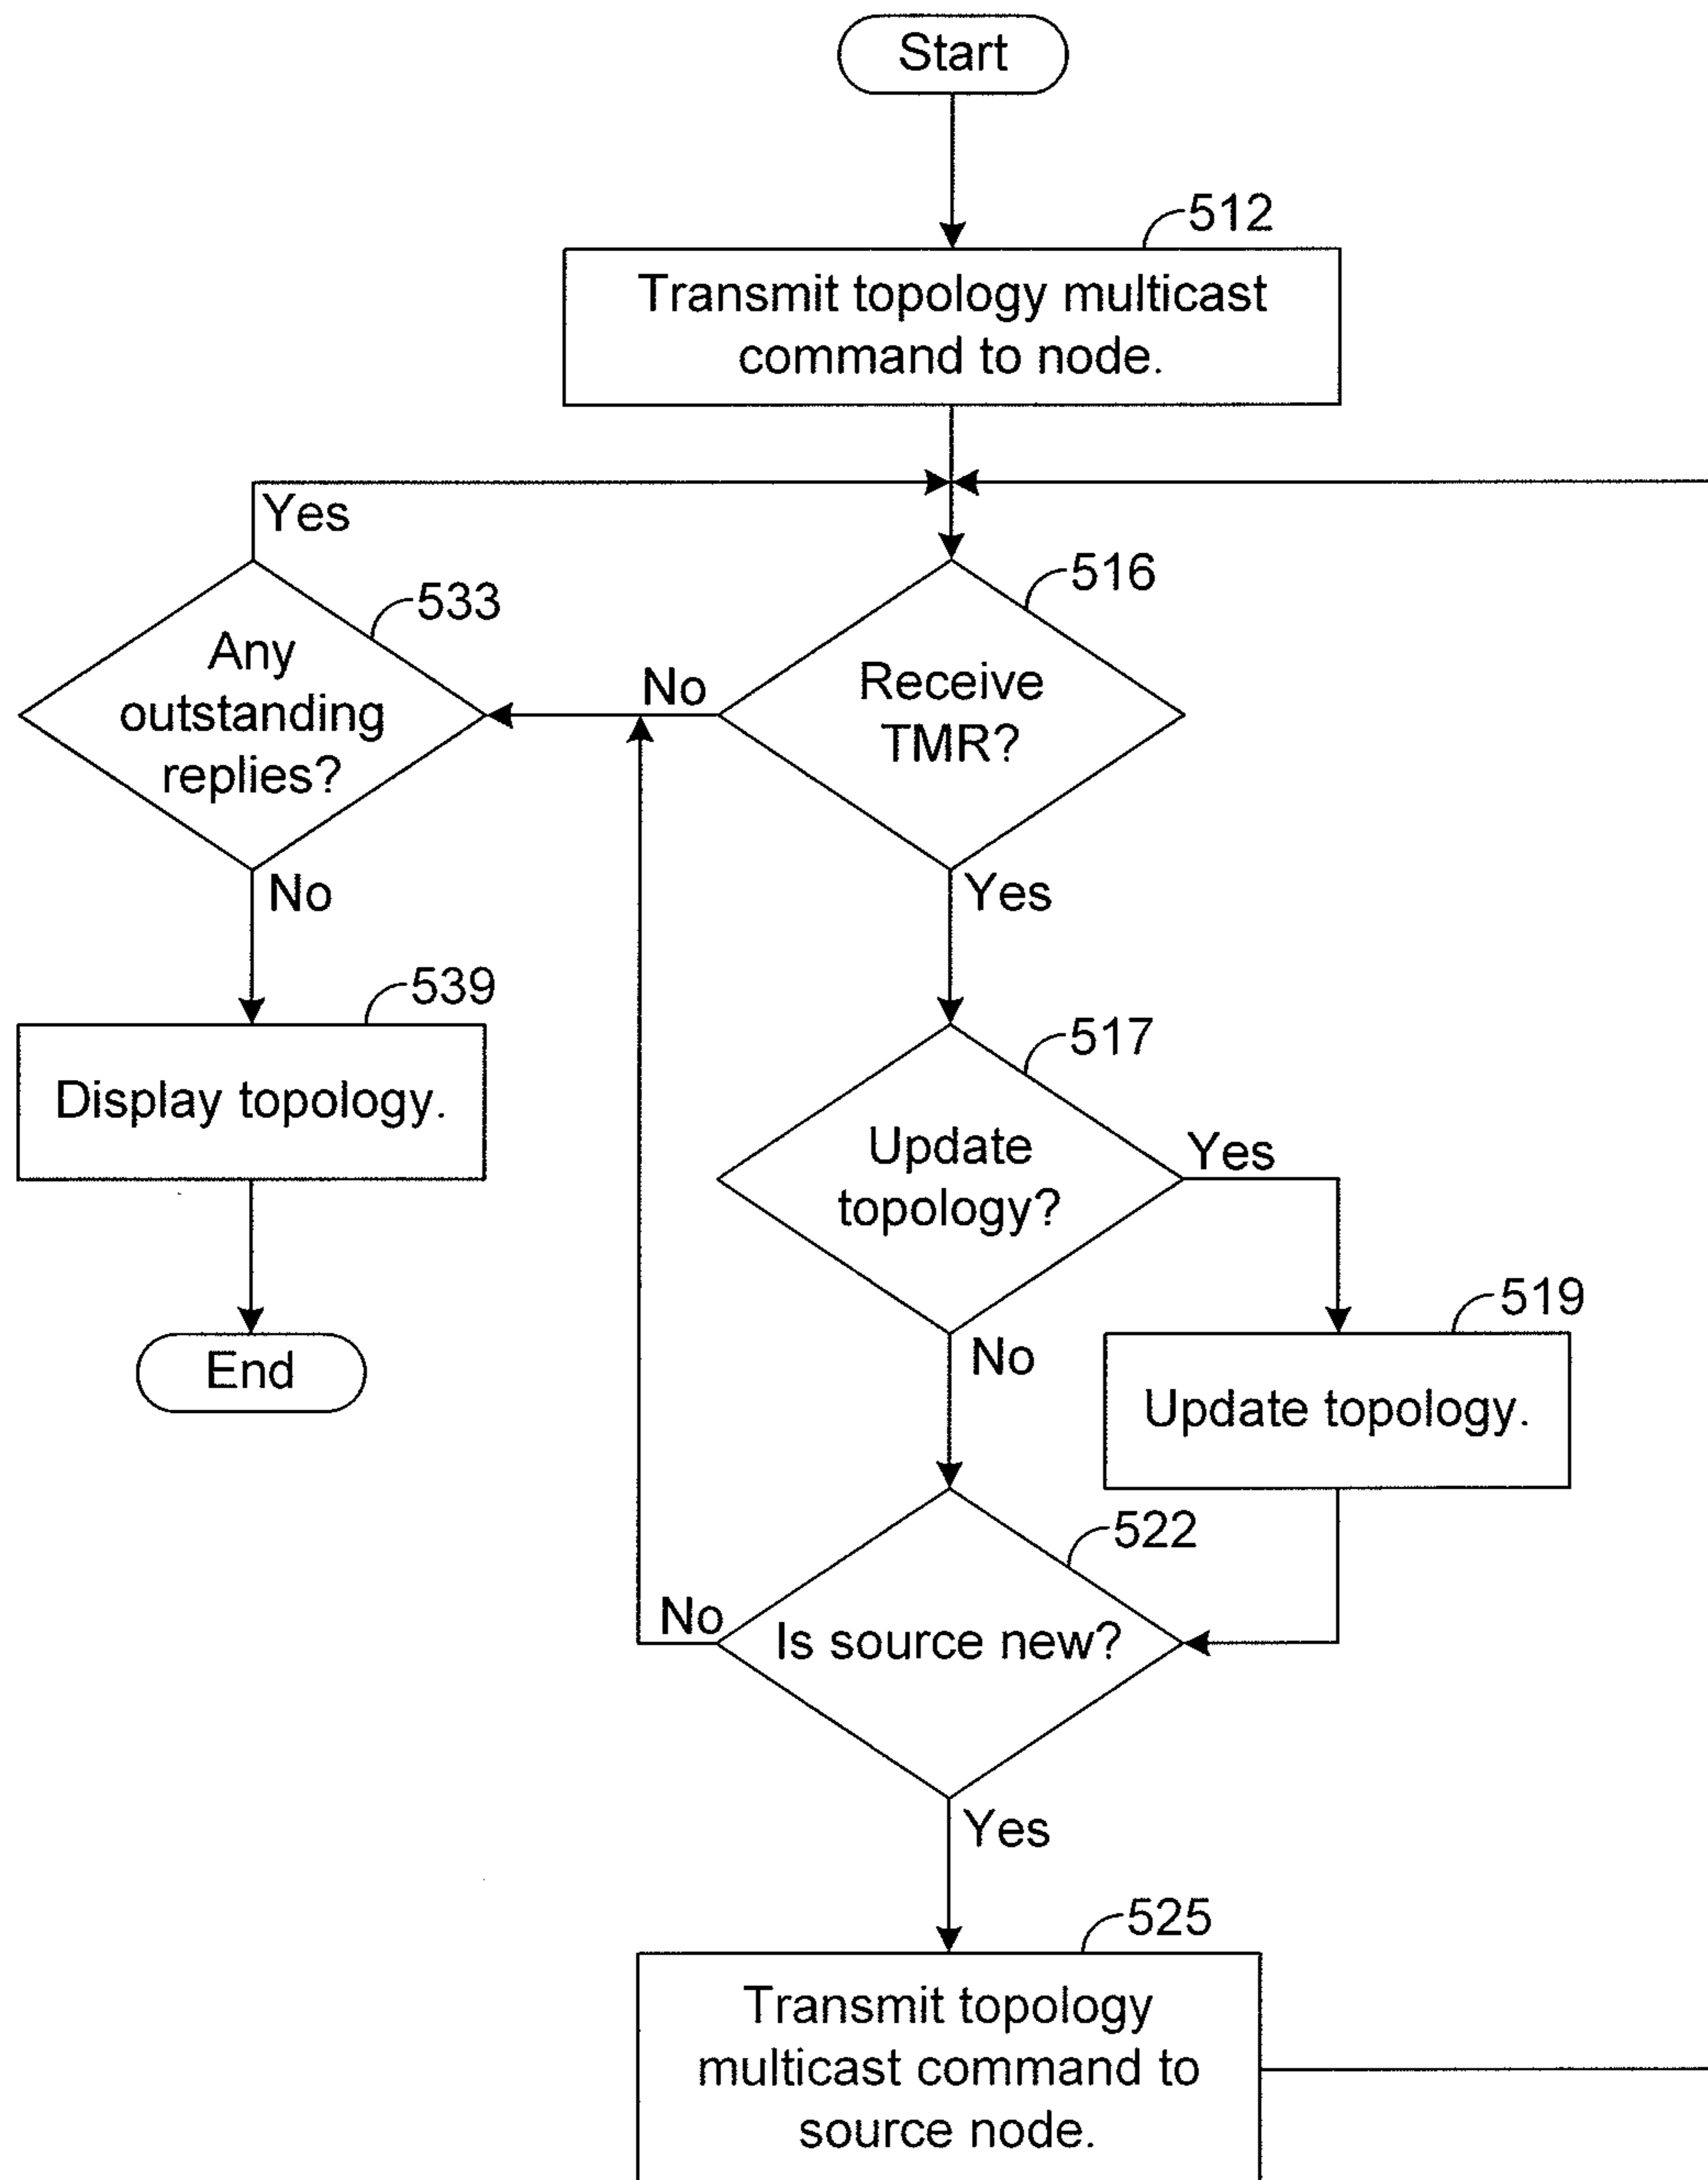 Start
512
Transmit topology multicast
command to node.
Yes
516
533
Any
outstanding
replies?
No
Receive
TMR?
No
Yes
539
517
Display topology.
Update
topology?
Yes
519
End
No
Update topology.
522
No
Is source new?
Yes
525
Transmit topology
multicast command to
source node.